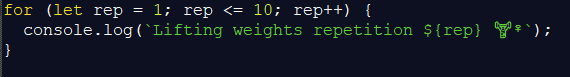 for (let rep = 1; rep <= 10; rep++) {
  console.log(`Lifting weights repetition ${rep} 🏋️♀`);
}